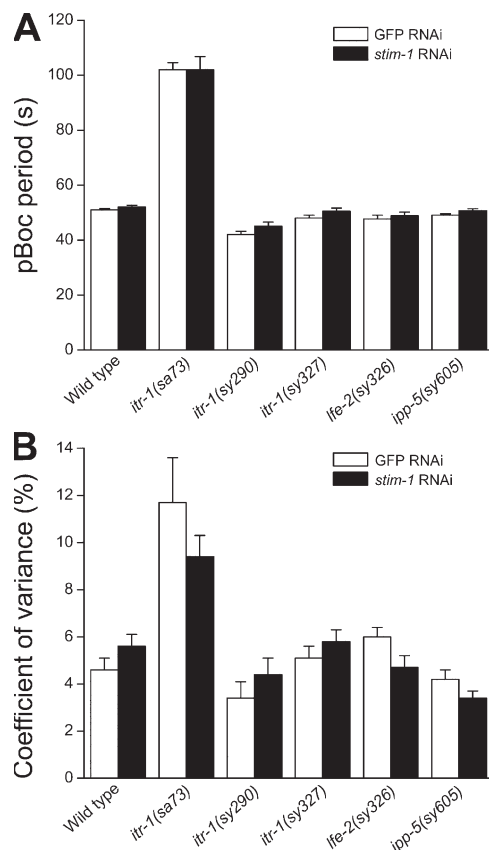 A
120
100
80
60
40
20
0
pBoc period (s)
GFP RNAi
stim-1 RNAi
Wild type
itr-1(sa73)
itr-1(sy290)
itr-1(sy327)
lfe-2(sy326)
ipp-5(sy605)
B
14
12
10
8
6
4
2
0
Coefficient of variance (%)
GFP RNAi
stim-1 RNAi
Wild type
itr-1(sa73)
itr-1(sy290)
itr-1(sy327)
lfe-2(sy326)
ipp-5(sy605)